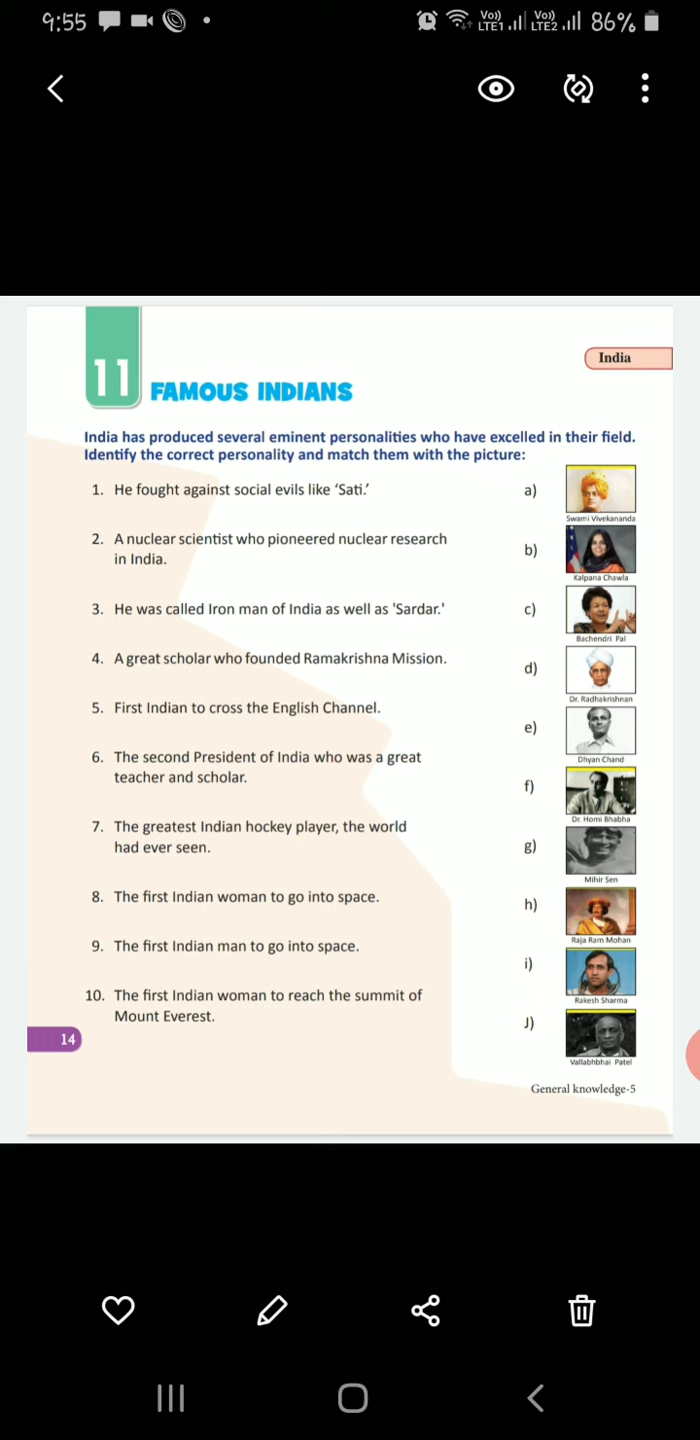 9:55
Vo))
LTE1
Vo))
LTE2
86%
India
11
FAMOUS INDIANS
India has produced several eminent personalities who have excelled in their field.
Identify the correct personality and match them with the picture:
1. He fought against social evils like ‘Sati.’
2. A nuclear scientist who pioneered nuclear research
in India.
3. He was called Iron man of India as well as 'Sardar.'
4. A great scholar who founded Ramakrishna Mission.
5. First Indian to cross the English Channel.
6. The second President of India who was a great
teacher and scholar.
7. The greatest Indian hockey player, the world
had ever seen.
8. The first Indian woman to go into space.
9. The first Indian man to go into space.
10. The first Indian woman to reach the summit of
Mount Everest.
a)
Swami Vivekananda
b)
Kalpana Chawla
c)
Bachendri Pal
d)
Dr. Radhakrishnan
e)
Dhyan Chand
f)
Dr. Homi Bhabha
g)
Mihir Sen
h)
Raja Ram Mohan
i)
Rakesh Sharma
J)
Vallabhbhai Patel
14
General knowledge-5